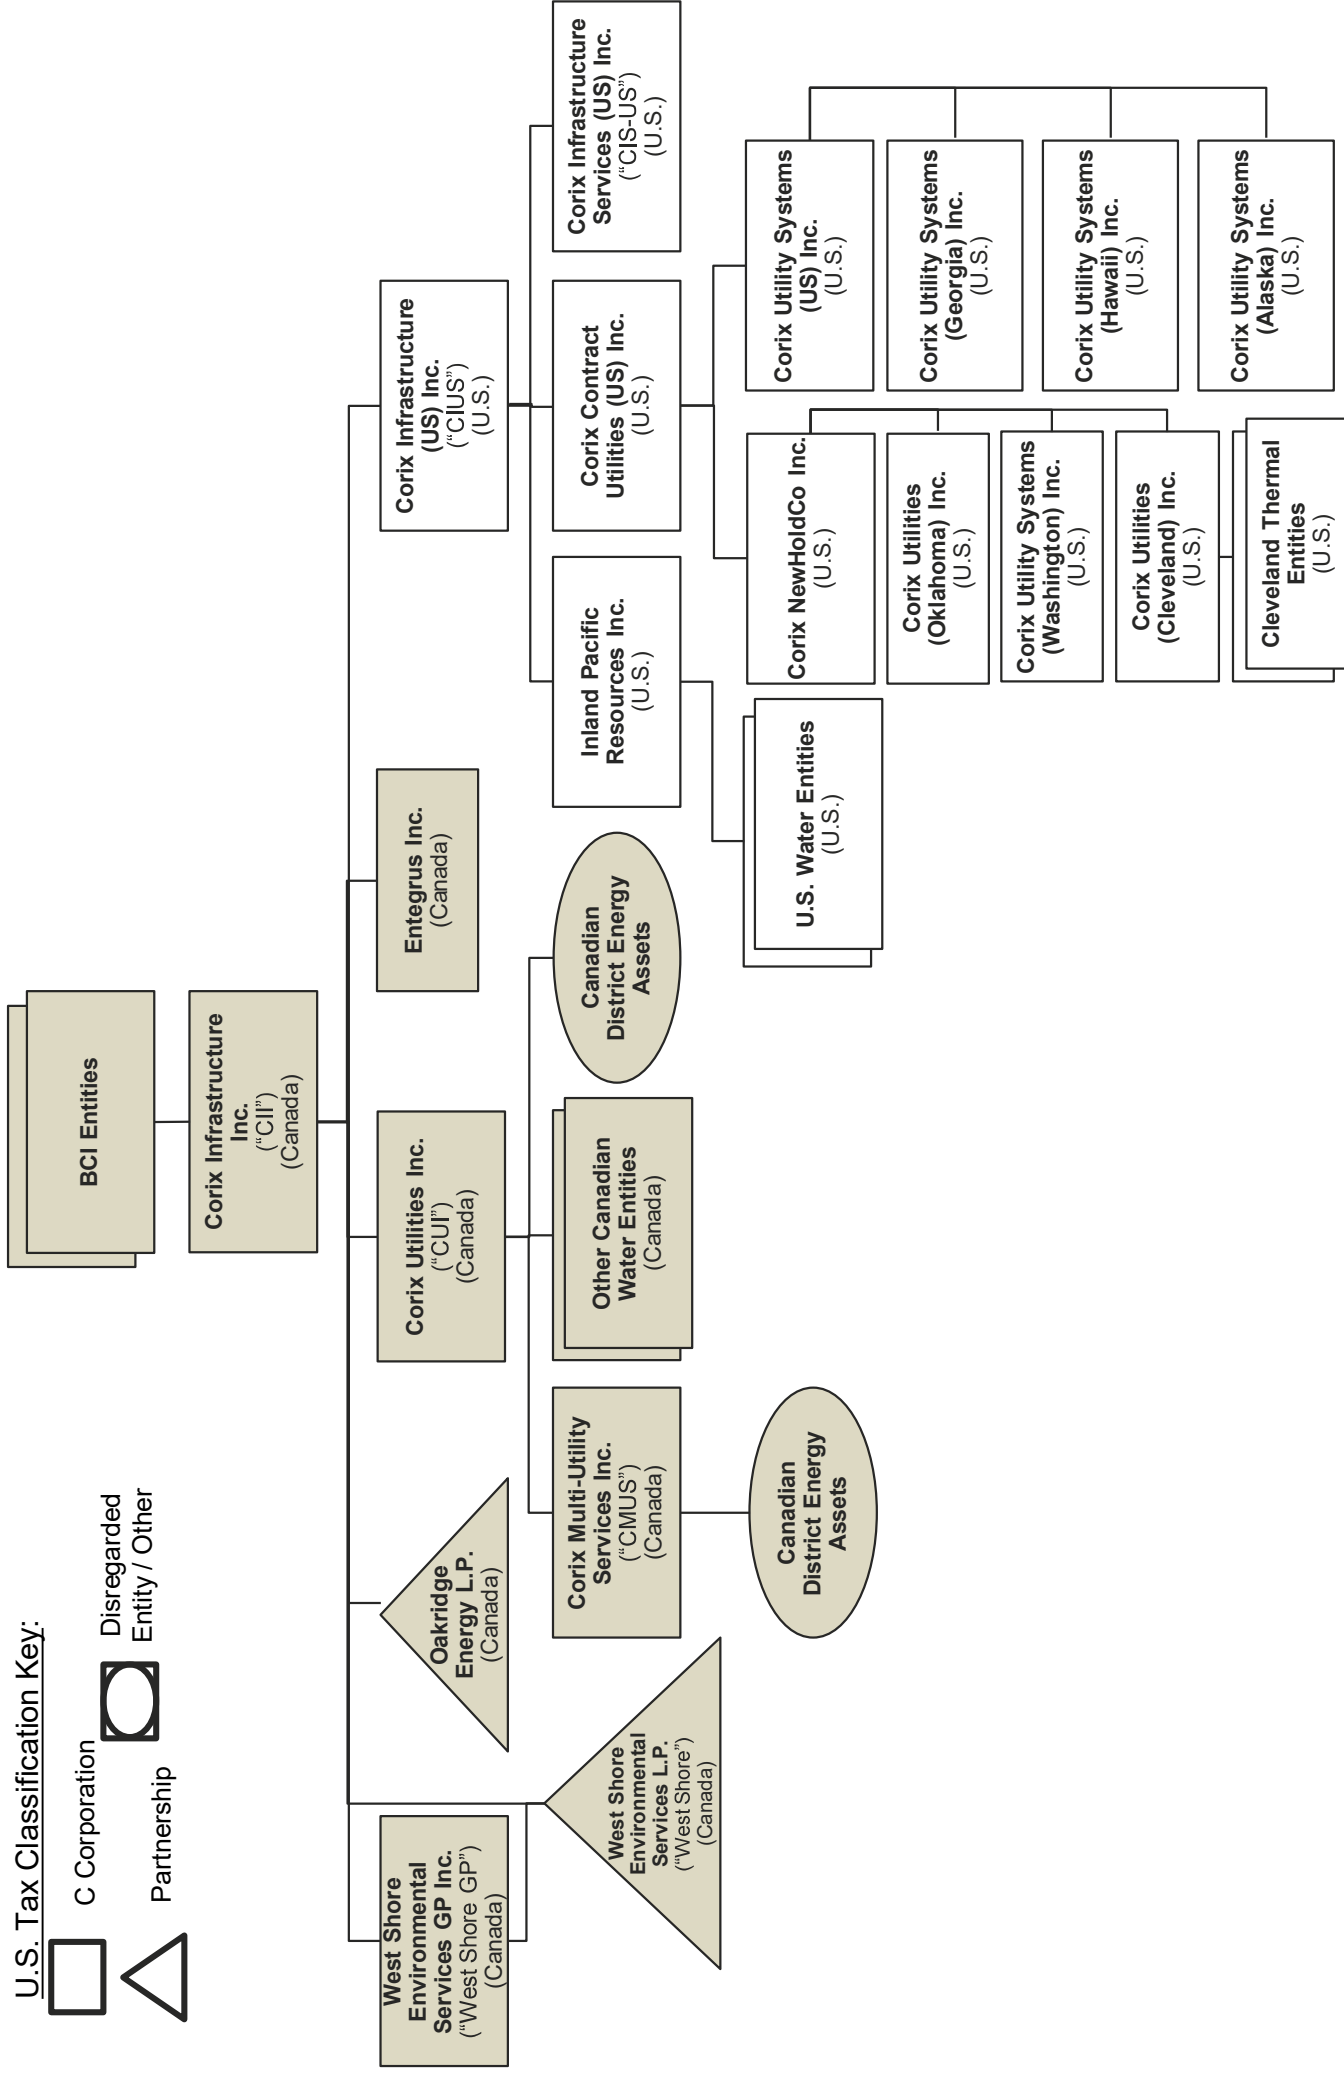 U.S. Tax Classification Key:
C Corporation
Disregarded
Entity / Other
Partnership
BCI Entities
Corix Infrastructure
Inc.
(“CII”)
(Canada)
West Shore
Environmental
Services GP Inc.
(“West Shore GP”)
(Canada)
Oakridge
Energy L.P.
(Canada)
Corix Utilities Inc.
(“CUI”)
(Canada)
Entegrus Inc.
(Canada)
Corix Infrastructure
(US) Inc.
(“CIUS”)
(U.S.)
West Shore
Environmental
Services L.P.
(“West Shore”)
(Canada)
Corix Multi-Utility
Services Inc.
(“CMUS”)
(Canada)
Other Canadian
Water Entities
(Canada)
Canadian
District Energy
Assets
Inland Pacific
Resources Inc.
(U.S.)
Corix Contract
Utilities (US) Inc.
(U.S.)
Corix Infrastructure
Services (US) Inc.
(“CIS-US”)
(U.S.)
Canadian
District Energy
Assets
U.S. Water Entities
(U.S.)
Corix NewHoldCo Inc.
(U.S.)
Corix Utility Systems
(US) Inc.
(U.S.)
Corix Utilities
(Oklahoma) Inc.
(U.S.)
Corix Utility Systems
(Georgia) Inc.
(U.S.)
Corix Utility Systems
(Washington) Inc.
(U.S.)
Corix Utility Systems
(Hawaii) Inc.
(U.S.)
Corix Utilities
(Cleveland) Inc.
(U.S.)
Corix Utility Systems
(Alaska) Inc.
(U.S.)
Cleveland Thermal
Entities
(U.S.)